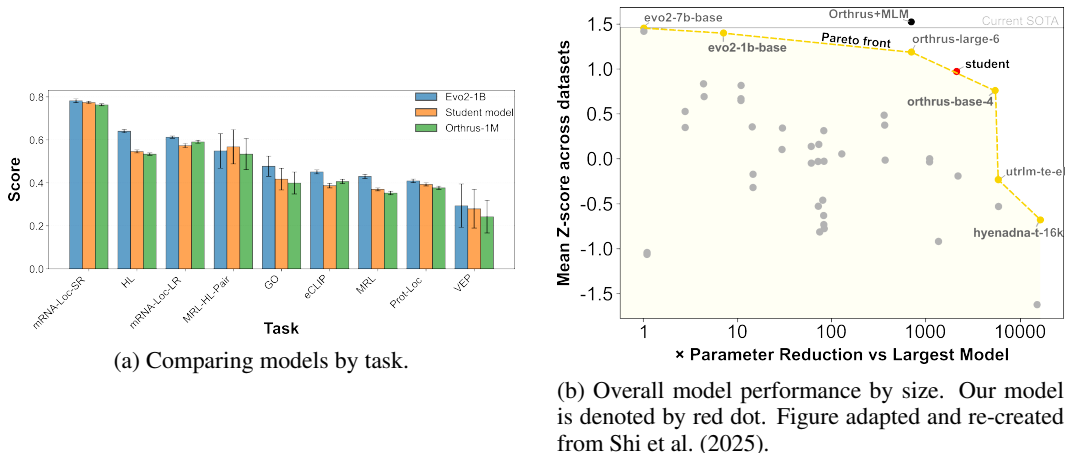 0.8
0.6
0.4
0.2
0.0
Score
Evo2-1B
Student model
Orthrus-1M
mRNA-Loc-SR
HL
mRNA-Loc-LR
MRL-HL-Pair
GO
eCLIP
MRL
Prot-Loc
VEP
Task
(a) Comparing models by task.
1.5
1.0
0.5
0.0
-0.5
-1.0
-1.5
Mean Z-score across datasets
evo2-7b-base
Orthrus+MLM
Current SOTA
evo2-1b-base
Pareto front
orthrus-large-6
student
orthrus-base-4
utrlm-te-el
hyenadna-t-16k
1
10
100
1000
10000
× Parameter Reduction vs Largest Model
(b) Overall model performance by size. Our model
is denoted by red dot. Figure adapted and re-created
from Shi et al. (2025).